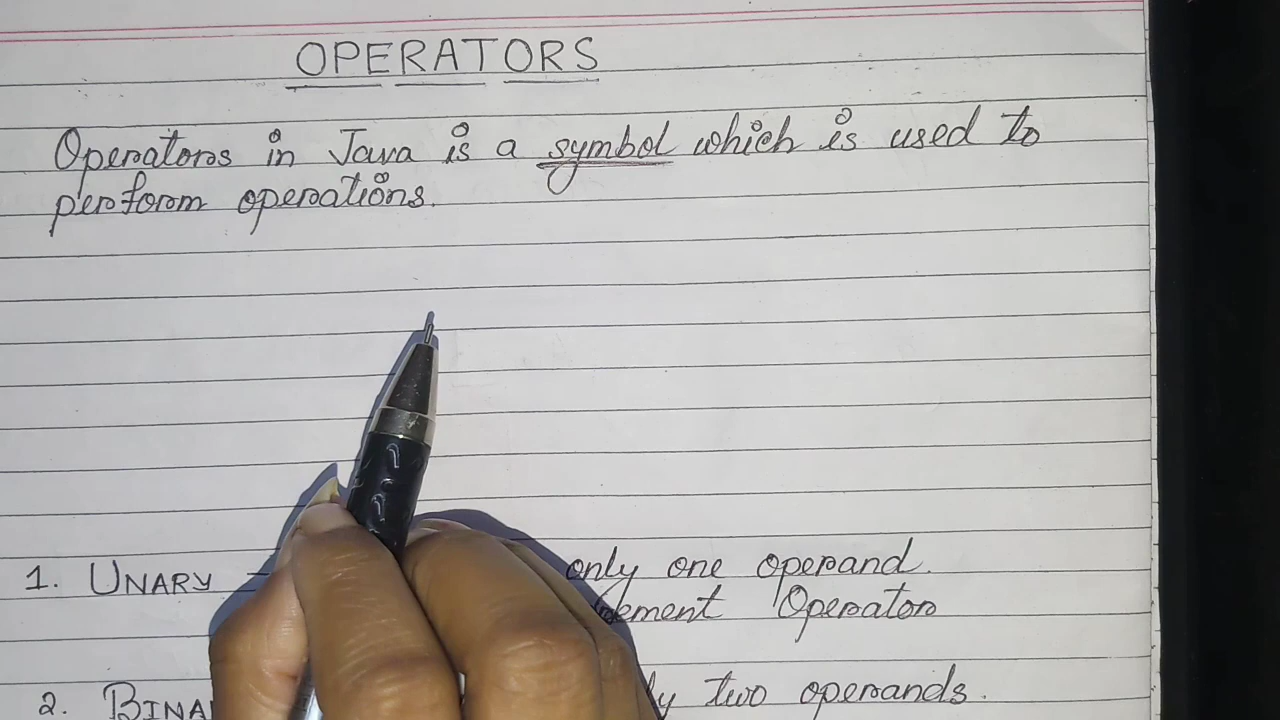 OPERATORS
Operators in Java is a symbol which is used to
perform operations.
1. UNARY - only one operand.
Operator
2. two operands.